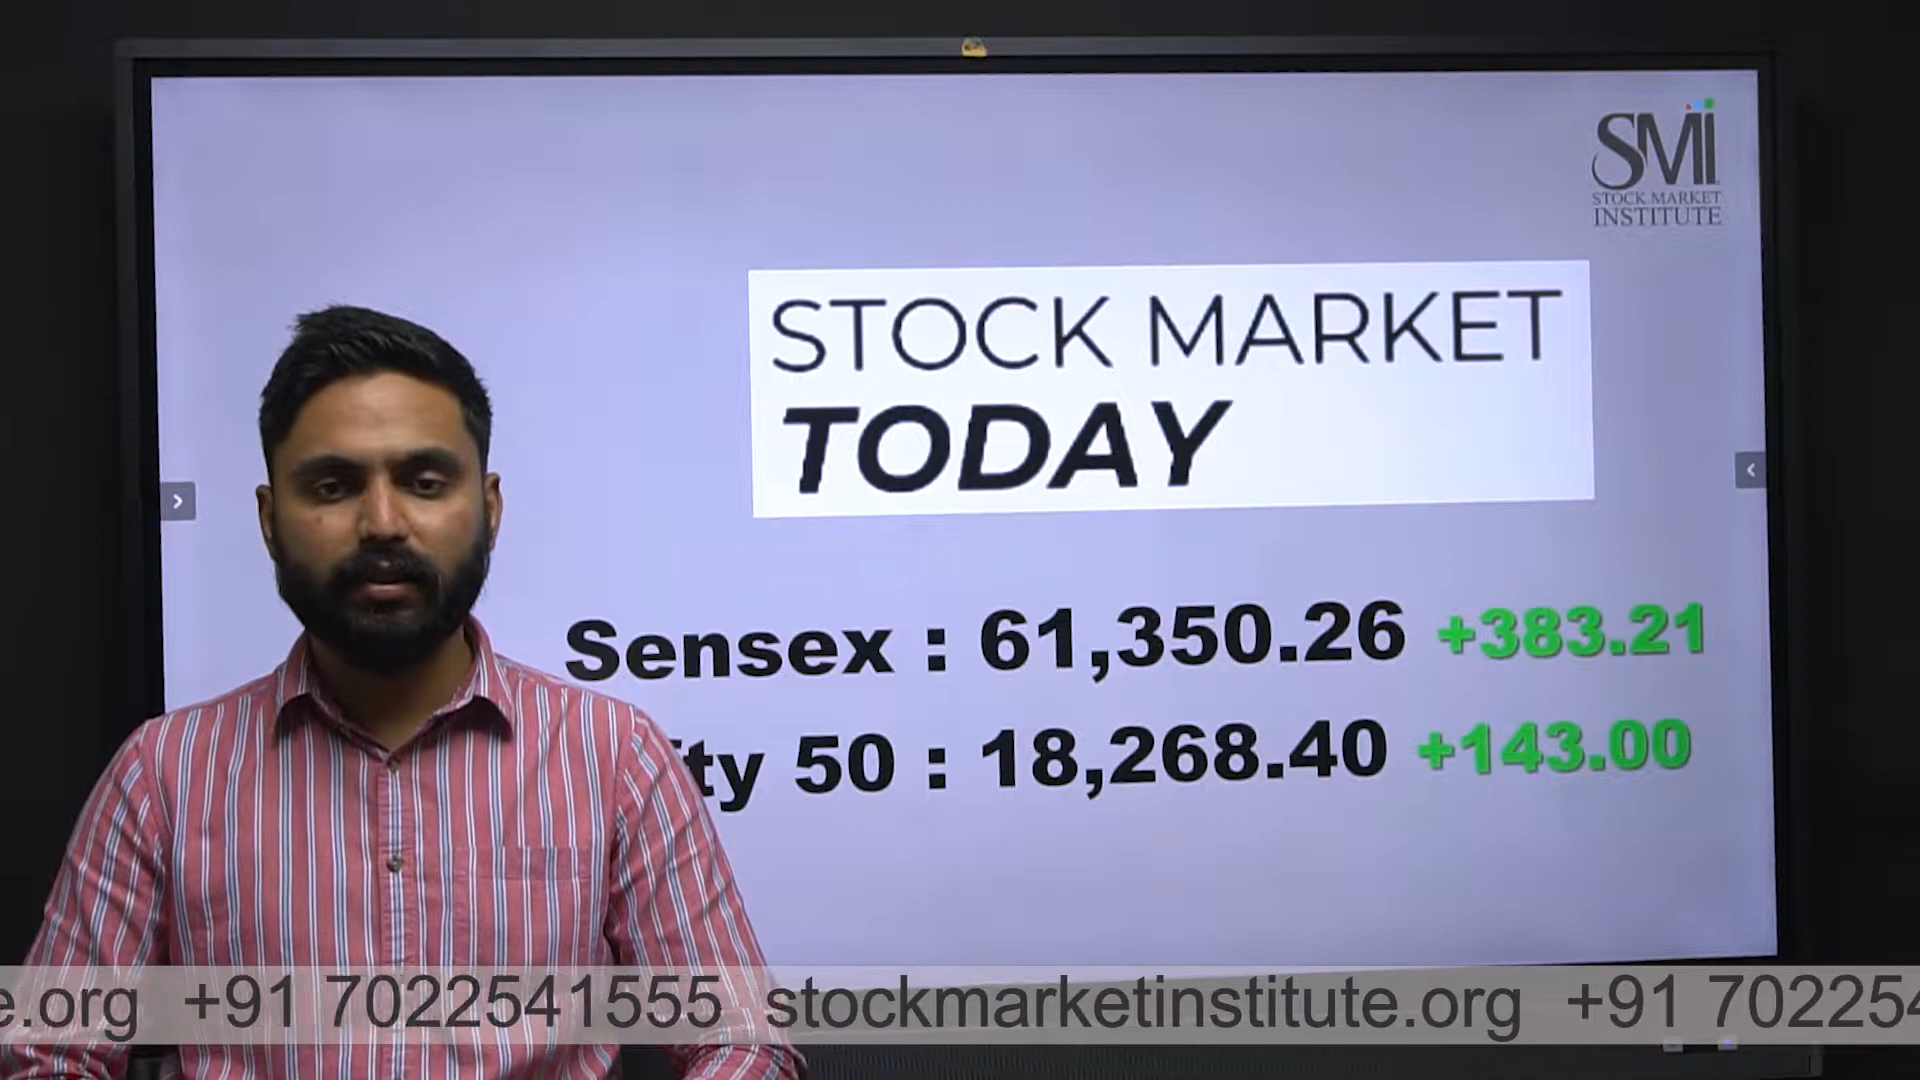 SMI
STOCK MARKET
INSTITUTE
STOCK MARKET
TODAY
Sensex : 61,350.26 +383.21
ty 50 : 18,268.40 +143.00
e.org +91 7022541555 stockmarketinstitute.org +91 702254